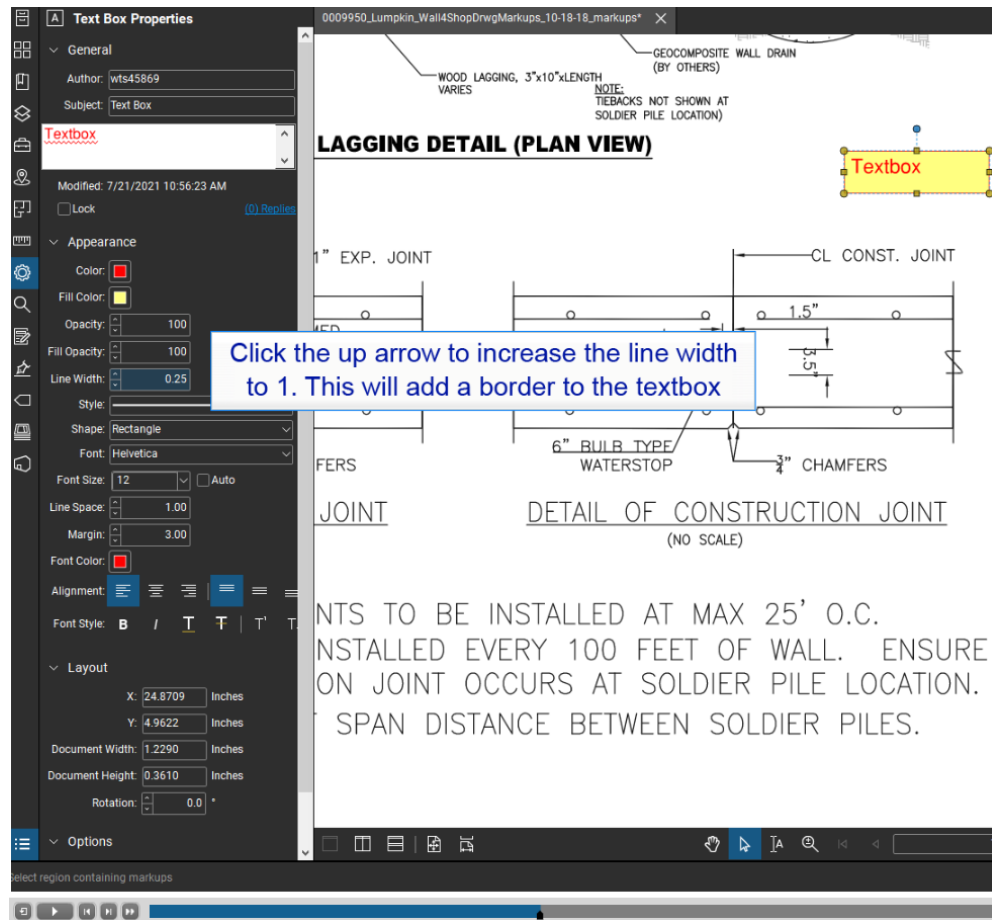 Text Box Properties
General
Author: wts45869
Subject: Text Box
Textbox
Modified: 7/21/2021 10:56:23 AM
Lock
(0) Replies
Appearance
Color:
Fill Color:
Opacity: 100
Fill Opacity: 100
Line Width: 0.25
Style:
Shape: Rectangle
Font: Helvetica
Font Size: 12 Auto
Line Space: 1.00
Margin: 3.00
Font Color:
Alignment:
Font Style: B I T T T' T
Layout
X: 24.8709 Inches
Y: 4.9622 Inches
Document Width: 1.2290 Inches
Document Height: 0.3610 Inches
Rotation: 0.0 °
Options
Select region containing markups
0009950_Lumpkin_Wall4ShopDrwgMarkups_10-18-18_markups*
GEOCOMPOSITE WALL DRAIN
(BY OTHERS)
WOOD LAGGING, 3"x10"xLENGTH
VARIES
NOTE:
TIEBACKS NOT SHOWN AT
SOLDIER PILE LOCATION)
LAGGING DETAIL (PLAN VIEW)
Textbox
1" EXP. JOINT
CL CONST. JOINT
1.5"
3.5"
Click the up arrow to increase the line width
to 1. This will add a border to the textbox
6" BULB TYPE
WATERSTOP
3/4" CHAMFERS
FERS
JOINT
DETAIL OF CONSTRUCTION JOINT
(NO SCALE)
NTS TO BE INSTALLED AT MAX 25' O.C.
NSTALLED EVERY 100 FEET OF WALL. ENSURE
ON JOINT OCCURS AT SOLDIER PILE LOCATION.
T SPAN DISTANCE BETWEEN SOLDIER PILES.